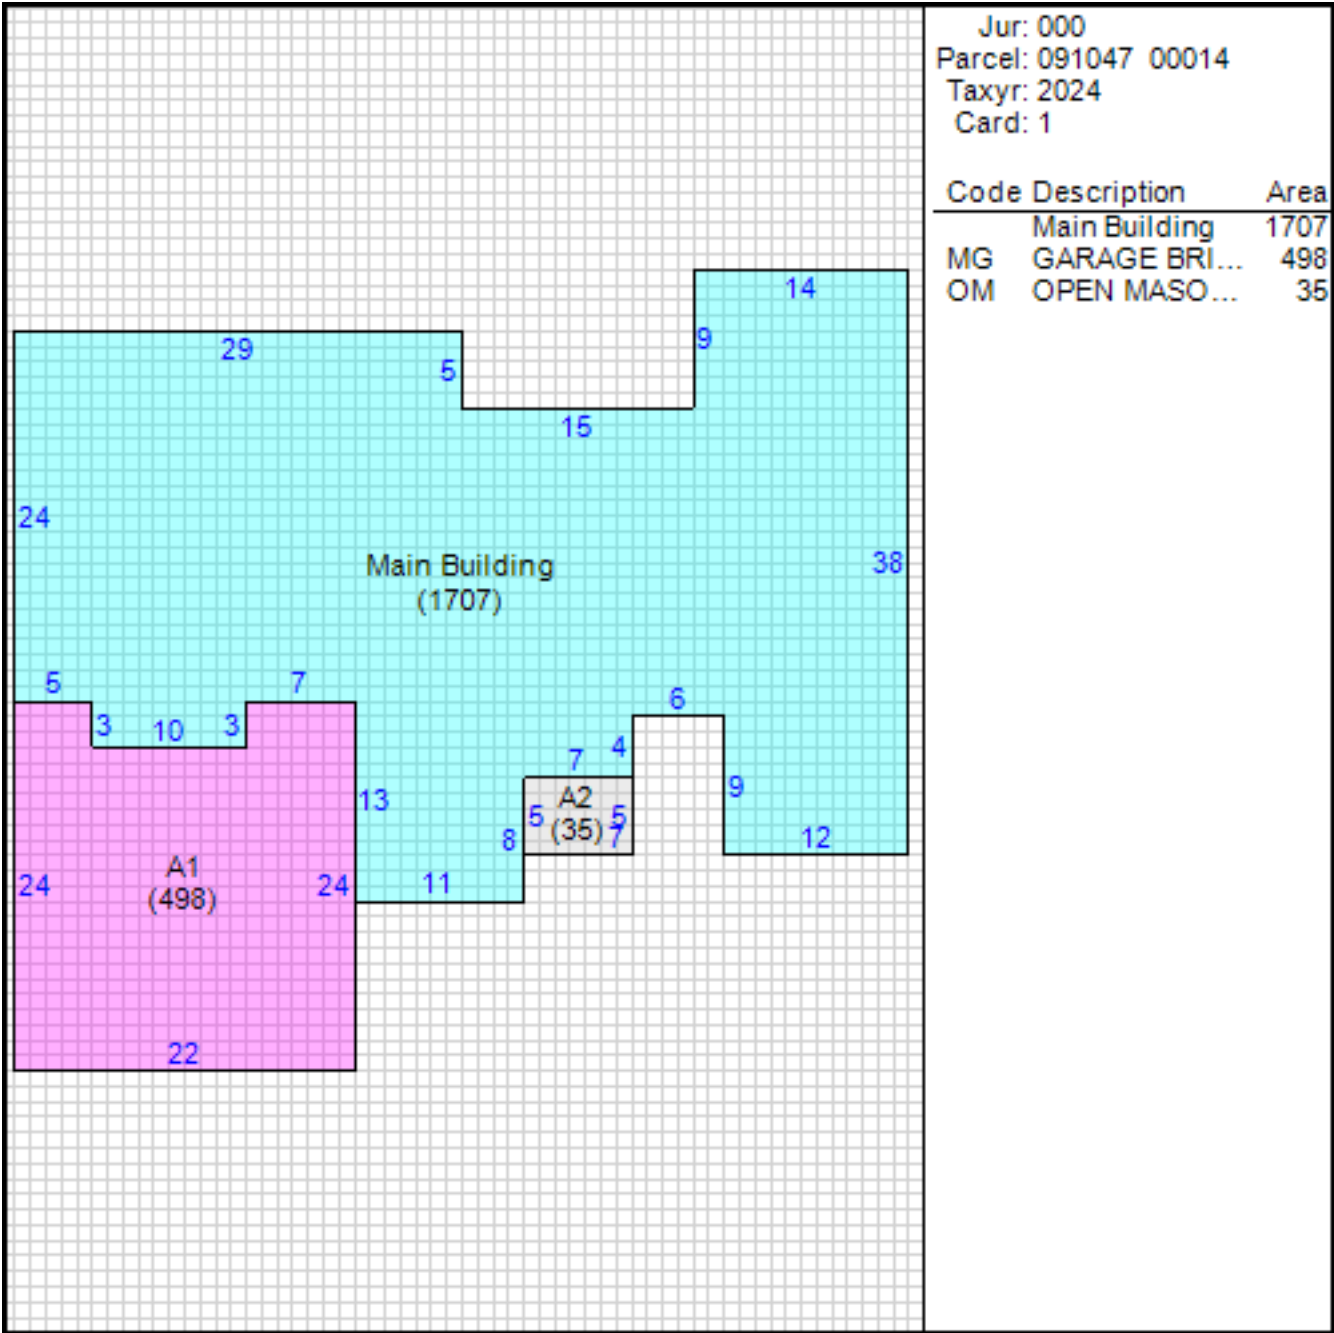 Jur: 000
Parcel: 091047 00014
Taxyr: 2024
Card: 1
Code Description Area
Main Building 1707
MG GARAGE BRI... 498
OM OPEN MASO... 35
14
9
29
5
15
24
Main Building
(1707)
38
5
7
6
3
10
3
4
7
13
9
A2
(35)
5
5
7
8
12
A1
(498)
24
24
11
22